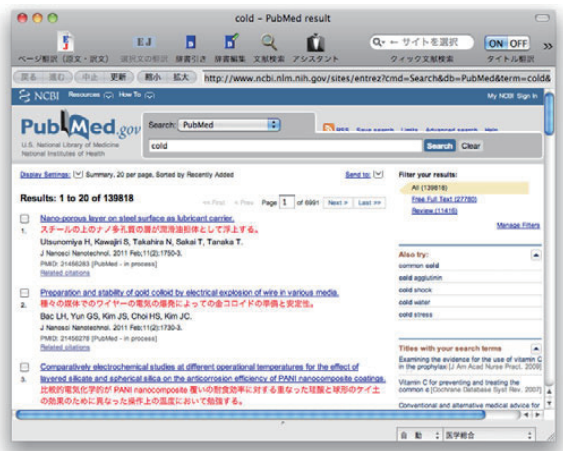 cold – PubMed result
ページ翻訳（原文・訳文） 選択文の翻訳 辞書引き 辞書編集 文献検索 アシスタント
Q- ← サイトを選択
クィック文献検索
ON OFF
タイトル翻訳
»
戻る 進む 中止 更新 縮小 拡大 http://www.ncbi.nlm.nih.gov/sites/entrez?cmd=Search&db=PubMed&term=cold&
NCBI Resources How To My NCBI Sign In
PubMed.gov
U.S. National Library of Medicine
National Institutes of Health
Search: PubMed
RSS Save search Limits Advanced search Help
cold
Search Clear
Display Settings: Summary, 20 per page, Sorted by Recently Added Send to:
Results: 1 to 20 of 139818
<< First < Prev Page 1 of 6991 Next > Last >>
Nano-porous layer on steel surface as lubricant carrier.
1. スチールの上のナノ多孔質の層が潤滑油担体として浮上する。
Utsunomiya H, Kawajiri S, Takahira N, Sakai T, Tanaka T.
J Nanosci Nanotechnol. 2011 Feb;11(2):1750-3.
PMID: 21456283 [PubMed - in process]
Related citations
Preparation and stability of gold colloid by electrical explosion of wire in various media.
2. 種々の媒体でのワイヤーの電気の爆発によっての金コロイドの準備と安定性。
Bac LH, Yun GS, Kim JS, Choi HS, Kim JC.
J Nanosci Nanotechnol. 2011 Feb;11(2):1730-3.
PMID: 21456278 [PubMed - in process]
Related citations
Comparatively electrochemical studies at different operational temperatures for the effect of
3. layered silicate and spherical silica on the anticorrosion efficiency of PANI nanocomposite coatings.
比較的電気化学的が PANI nanocomposite 覆いの耐食効率に対する重なった珪酸と球形のケイ土
の効果のために異なった操作上の温度において勉強する。
Filter your results:
All (139818)
Free Full Text (27760)
Review (11416)
Manage Filters
Also try:
common cold
cold agglutinin
cold shock
cold water
cold stress
Titles with your search terms
Examining the evidence for the use of vitamin C
in the prophylax [J Am Acad Nurse Pract. 2009]
Vitamin C for preventing and treating the
common c [Cochrane Database Syst Rev. 2007]
Conventional and alternative medical advice for
自 動 医学総合